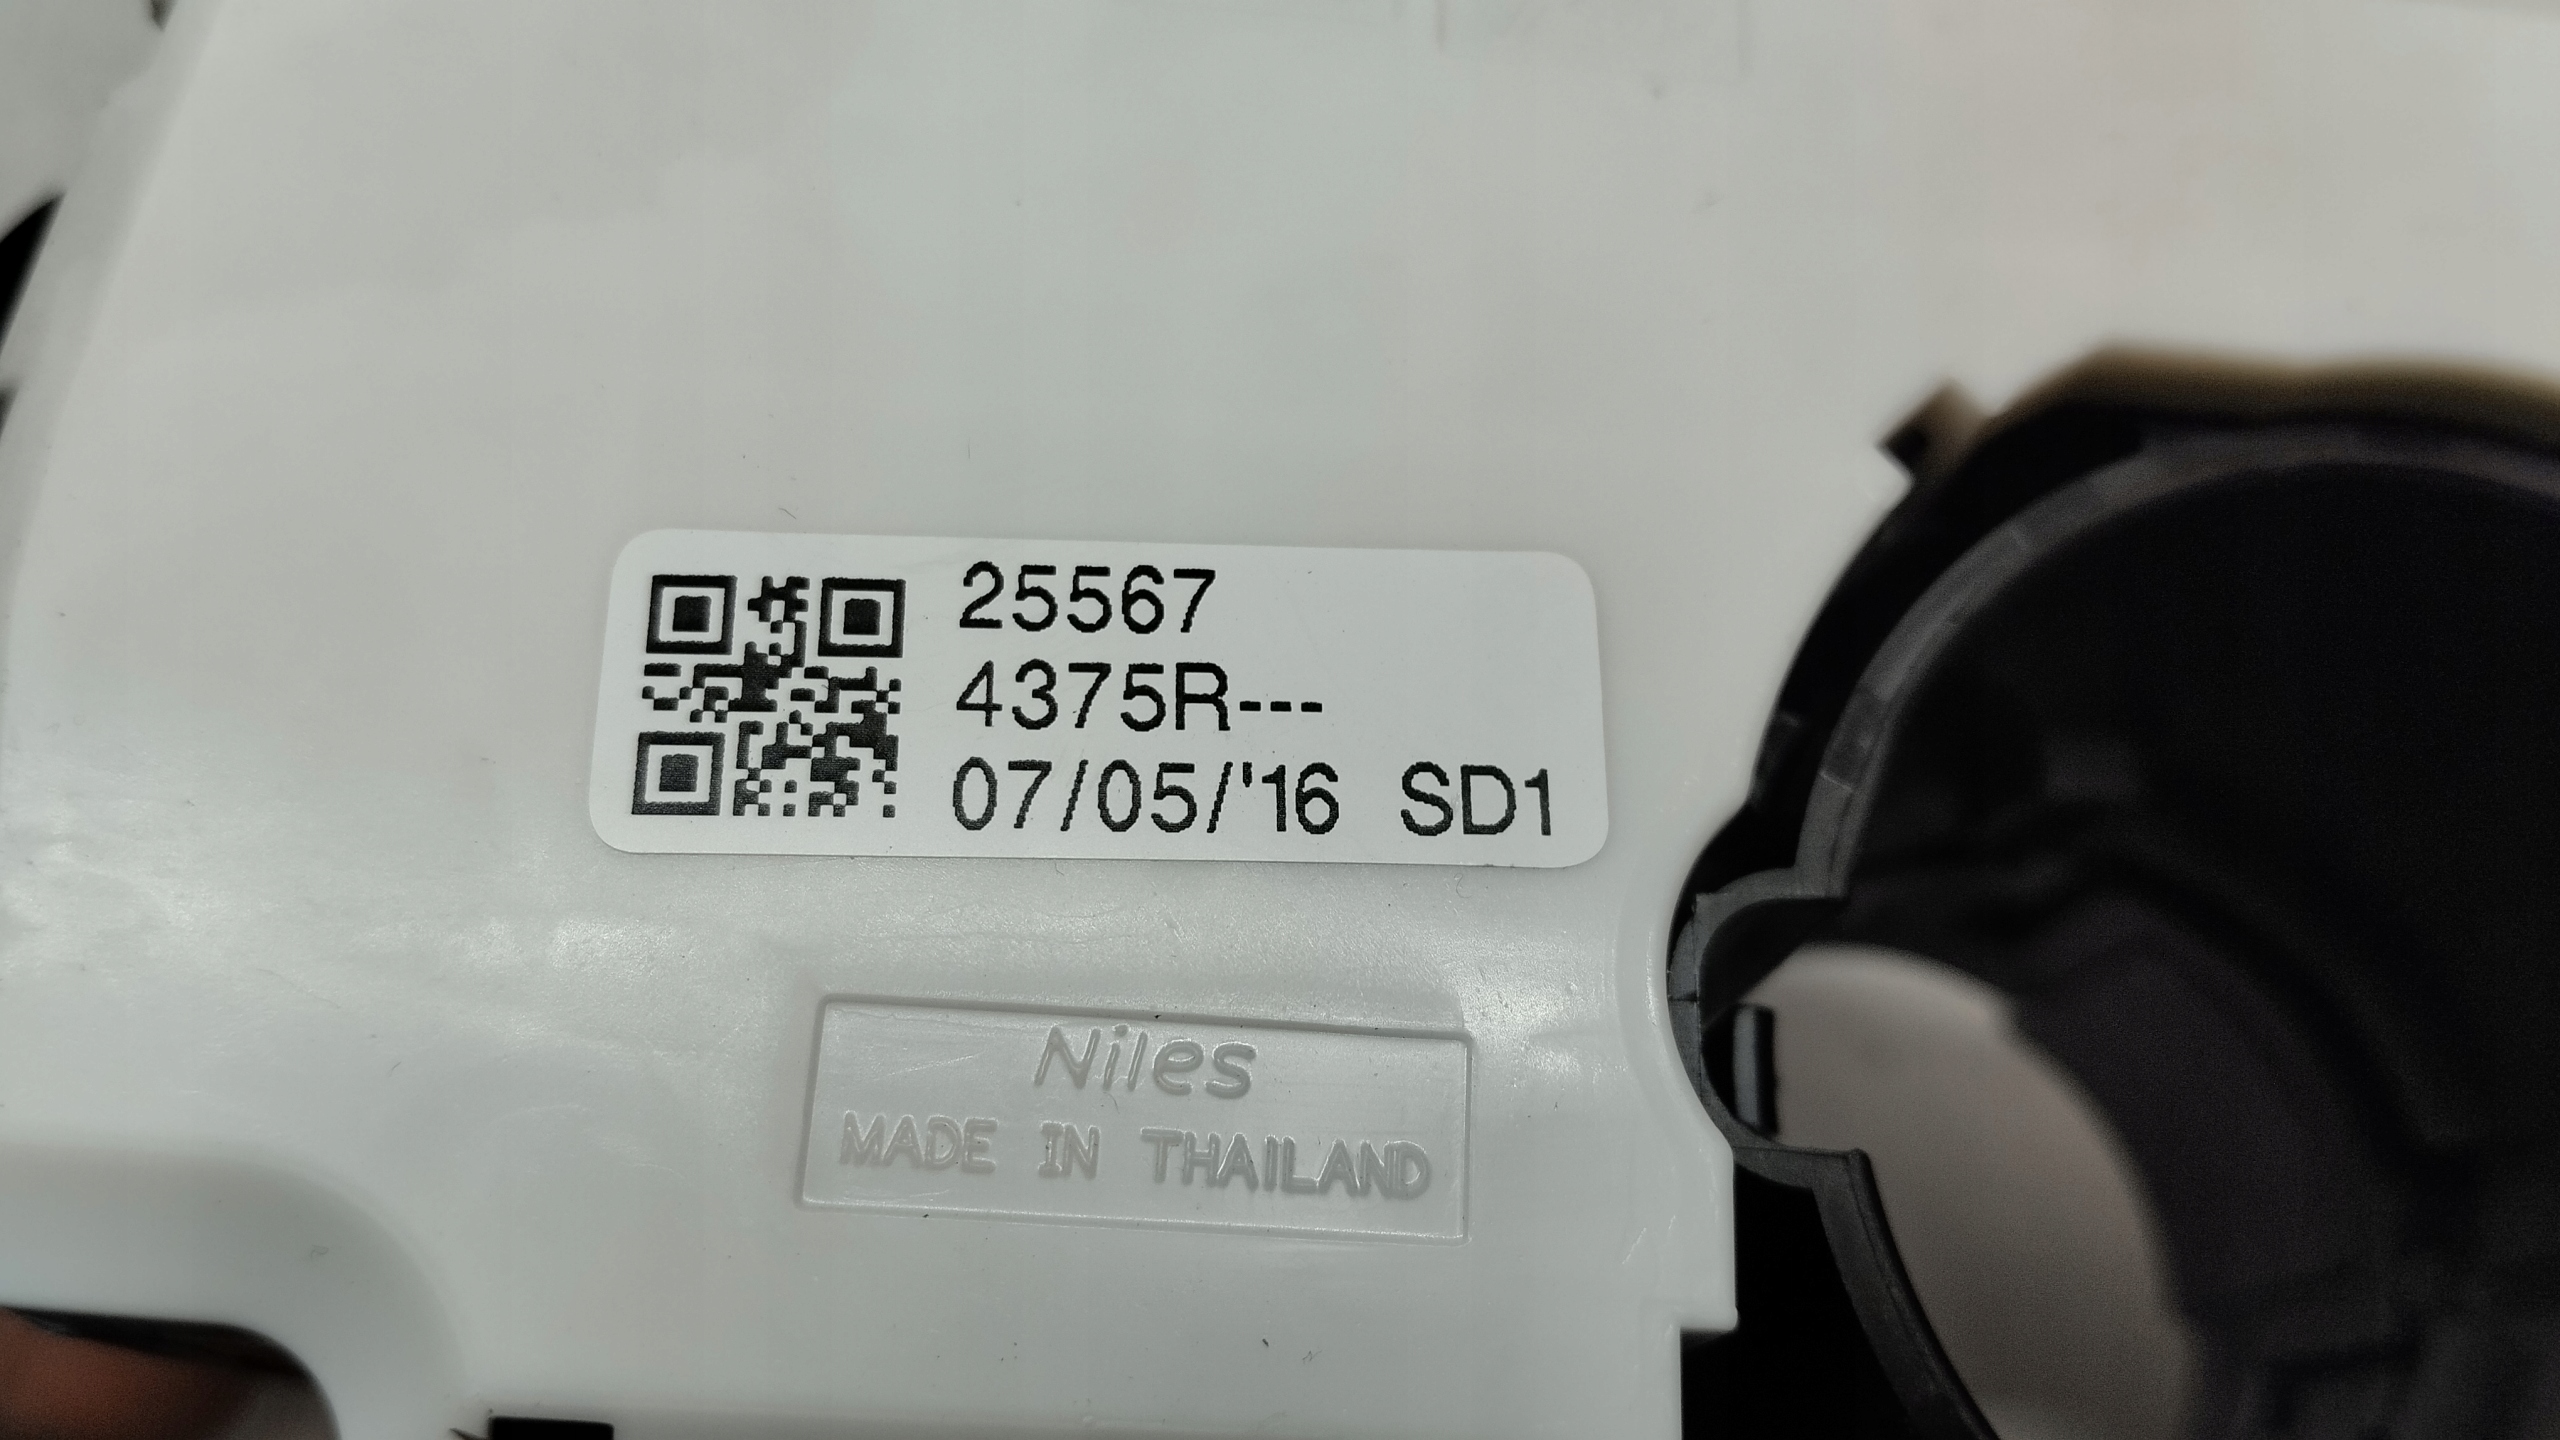 25567
4375R---
07/05/'16 SD1
Niles
MADE IN THAILAND